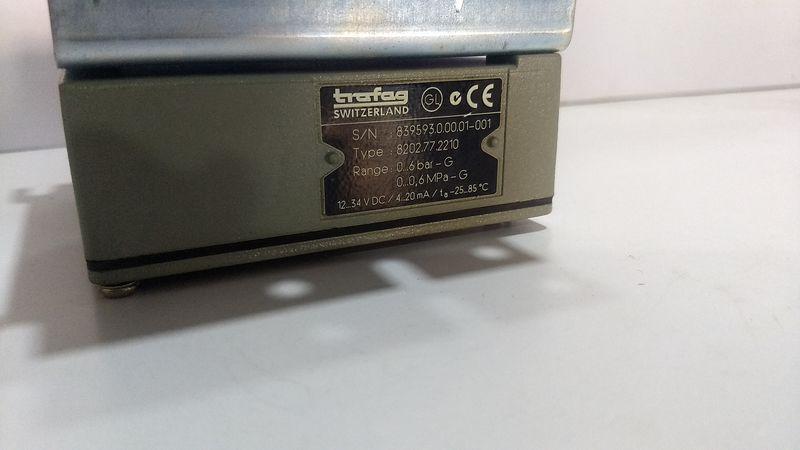 trafag GL CE
SWITZERLAND
S/N : 839593.0.00.01-001
Type : 8202.77.2210
Range : 0...6 bar - G
0...0,6 MPa - G
12...34 V DC / 4...20 mA / ta -25...85 °C